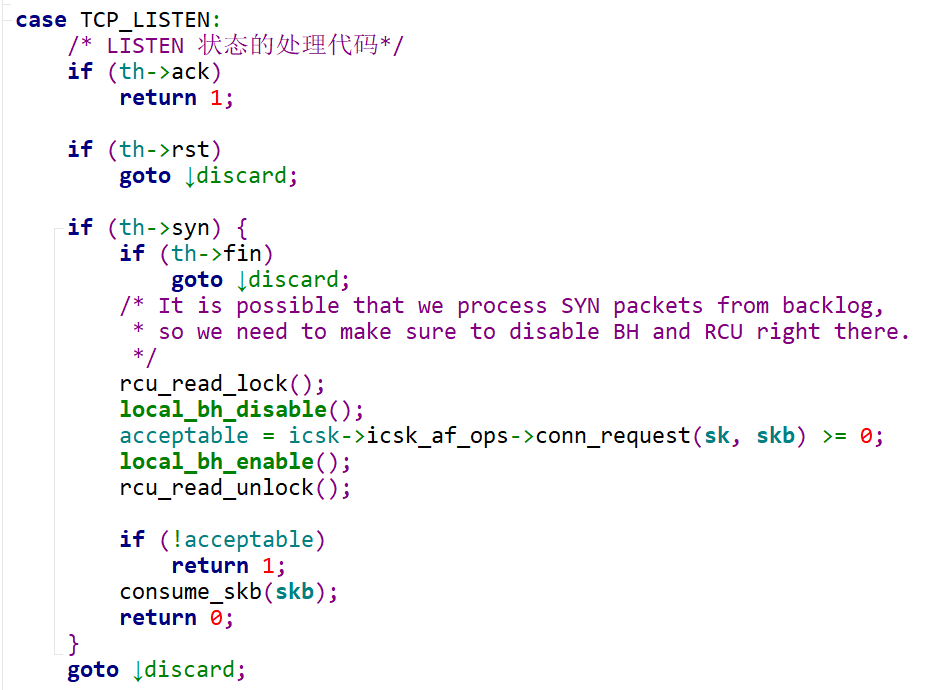 case TCP_LISTEN:
    /* LISTEN 状态的处理代码*/
    if (th->ack)
        return 1;

    if (th->rst)
        goto ↓discard;

    if (th->syn) {
        if (th->fin)
            goto ↓discard;
        /* It is possible that we process SYN packets from backlog,
         * so we need to make sure to disable BH and RCU right there.
         */
        rcu_read_lock();
        local_bh_disable();
        acceptable = icsk->icsk_af_ops->conn_request(sk, skb) >= 0;
        local_bh_enable();
        rcu_read_unlock();

        if (!acceptable)
            return 1;
        consume_skb(skb);
        return 0;
    }
    goto ↓discard;